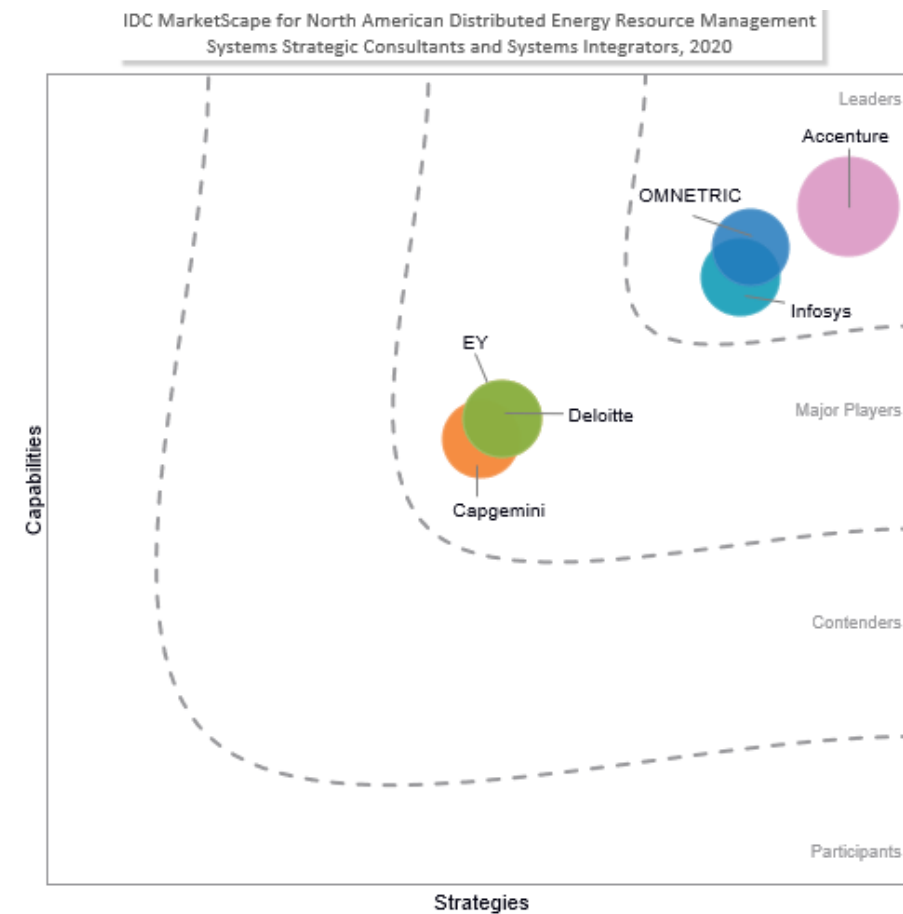 IDC MarketScape for North American Distributed Energy Resource Management
Systems Strategic Consultants and Systems Integrators, 2020
Leaders
Accenture
OMNETRIC
Infosys
EY
Major Players
Deloitte
Capabilities
Capgemini
Contenders
Participants
Strategies